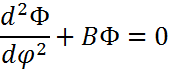 d²Φ/dφ² + BΦ = 0